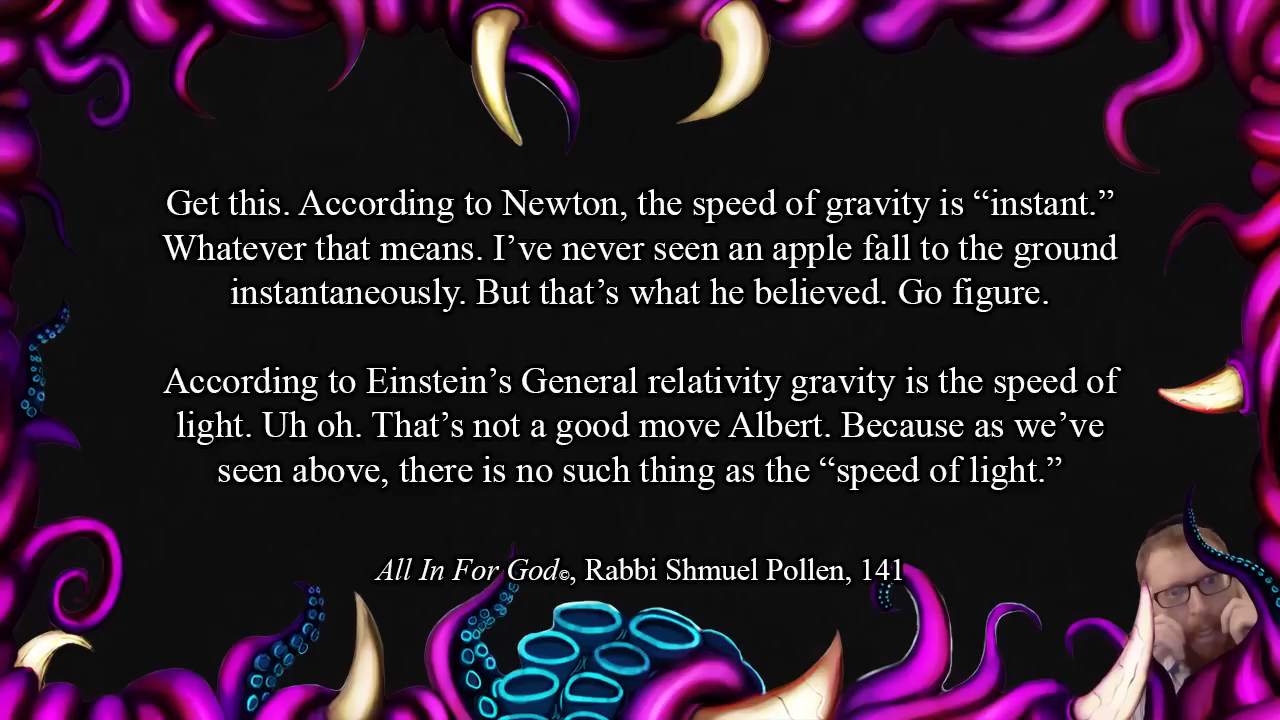 Get this. According to Newton, the speed of gravity is “instant.”
Whatever that means. I’ve never seen an apple fall to the ground
instantaneously. But that’s what he believed. Go figure.
According to Einstein’s General relativity gravity is the speed of
light. Uh oh. That’s not a good move Albert. Because as we’ve
seen above, there is no such thing as the “speed of light.”
All In For God©, Rabbi Shmuel Pollen, 141